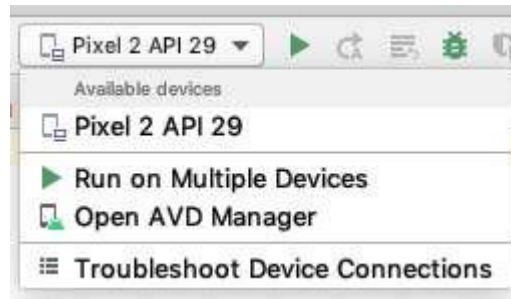 Pixel 2 API 29
Available devices
Pixel 2 API 29
Run on Multiple Devices
Open AVD Manager
Troubleshoot Device Connections